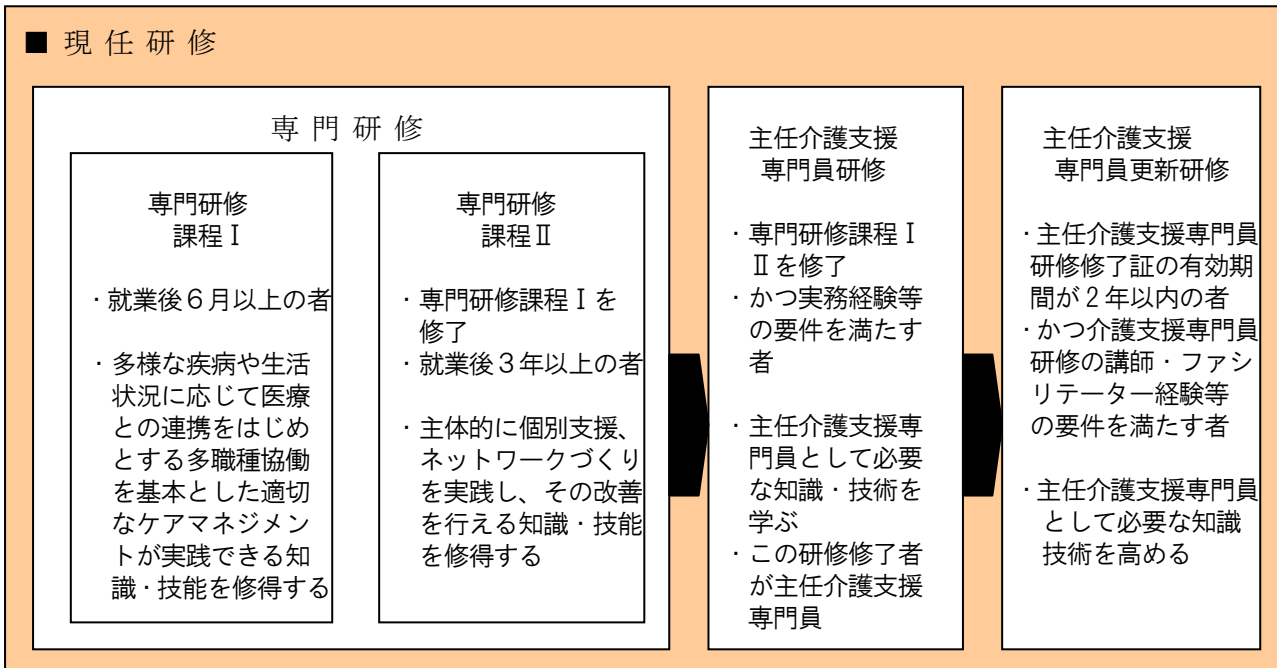 ■ 現任研修
専門研修
専門研修
課程Ⅰ
・就業後６月以上の者
・多様な疾病や生活
状況に応じて医療
との連携をはじめ
とする多職種協働
を基本とした適切
なケアマネジメン
トが実践できる知
識・技能を修得する
専門研修
課程Ⅱ
・専門研修課程Ⅰを
修了
・就業後３年以上の者
・主体的に個別支援、
ネットワークづくり
を実践し、その改善
を行える知識・技能
を修得する
主任介護支援
専門員研修
・専門研修課程Ⅰ
Ⅱを修了
・かつ実務経験等
の要件を満たす
者
・主任介護支援専
門員として必要
な知識・技術を
学ぶ
・この研修修了者
が主任介護支援
専門員
主任介護支援
専門員更新研修
・主任介護支援専門員
研修修了証の有効期
間が２年以内の者
・かつ介護支援専門員
研修の講師・ファシ
リテーター経験等
の要件を満たす者
・主任介護支援専門員
として必要な知識
技術を高める